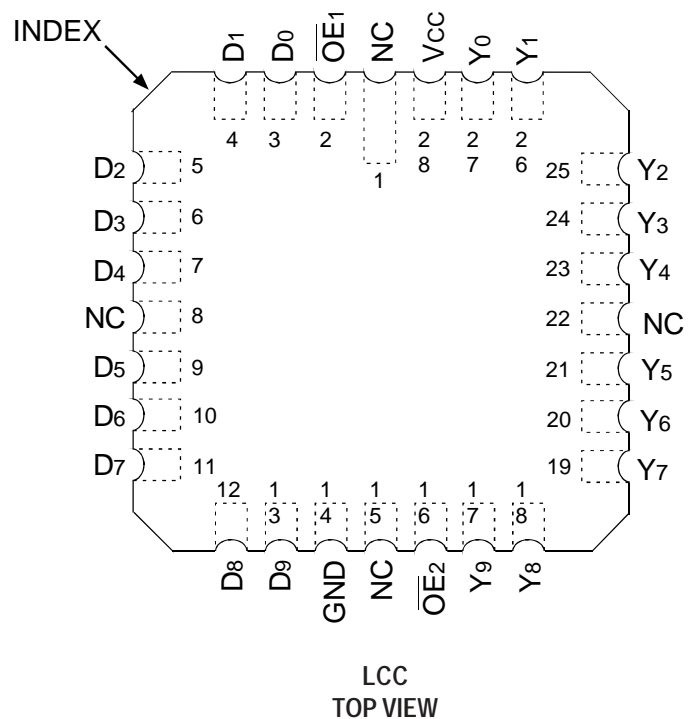 INDEX
D1 D0 OE1 NC VCC Y0 Y1
4 3 2 1 28 27 26
D2 5 25 Y2
D3 6 24 Y3
D4 7 23 Y4
NC 8 22 NC
D5 9 21 Y5
D6 10 20 Y6
D7 11 19 Y7
12 13 14 15 16 17 18
D8 D9 GND NC OE2 Y9 Y8
LCC
TOP VIEW